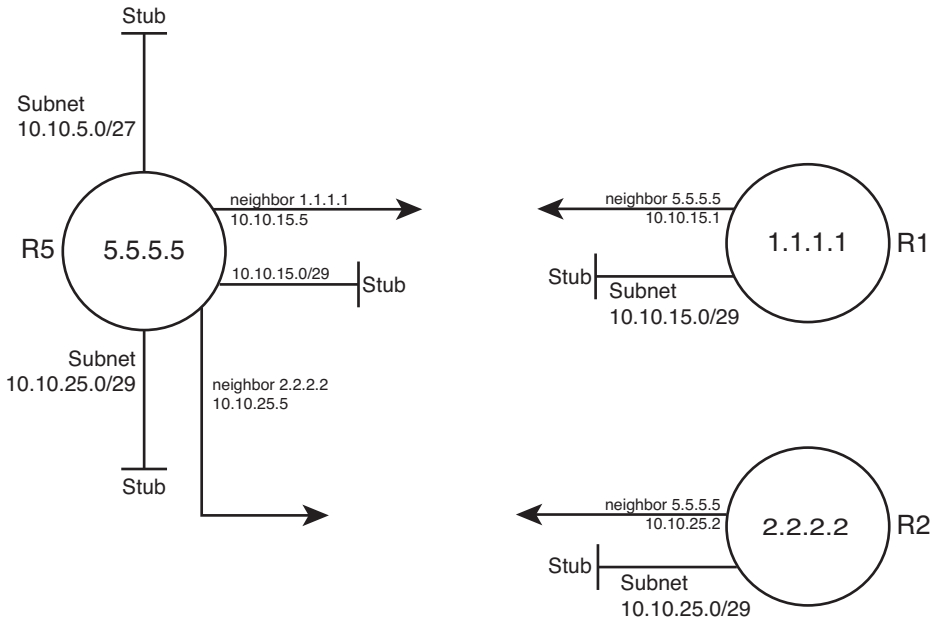 Stub
Subnet
10.10.5.0/27
neighbor 1.1.1.1
10.10.15.5
R5
5.5.5.5
10.10.15.0/29
Stub
Subnet
10.10.25.0/29
neighbor 2.2.2.2
10.10.25.5
Stub
neighbor 5.5.5.5
10.10.15.1
1.1.1.1
R1
Stub
Subnet
10.10.15.0/29
neighbor 5.5.5.5
10.10.25.2
2.2.2.2
R2
Stub
Subnet
10.10.25.0/29